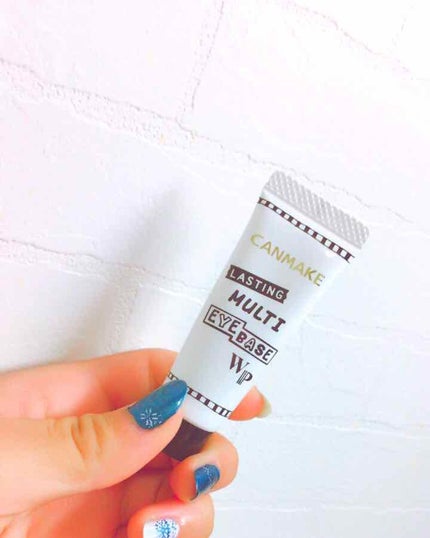 CANMAKE
LASTING
MULTI
EYE BASE
WP